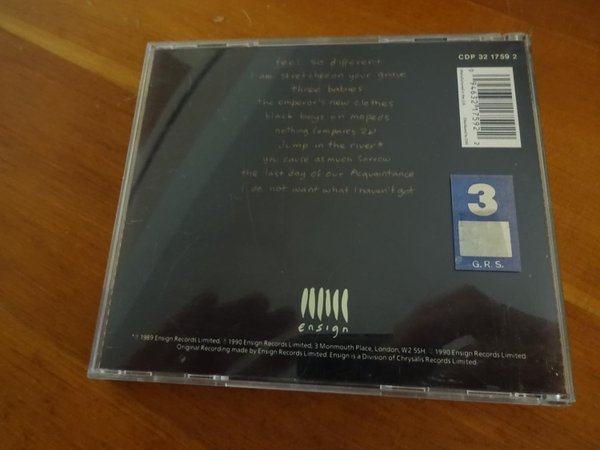 feel so different
I am stretched on your grave
three babies
the emperor's new clothes
black boys on mopeds
nothing compares 2U
Jump in the river*
you cause as much sorrow
the last day of our Acquaintance
I do not want what I haven't got
CDP 32 1759 2
0 94632 17592 2
3
G.R.S.
ensign
*℗ 1989 Ensign Records Limited. ℗ 1990 Ensign Records Limited, 3 Monmouth Place, London, W2 5SH. © 1990 Ensign Records Limited.
Original Recording made by Ensign Records Limited. Ensign is a Division of Chrysalis Records Limited.